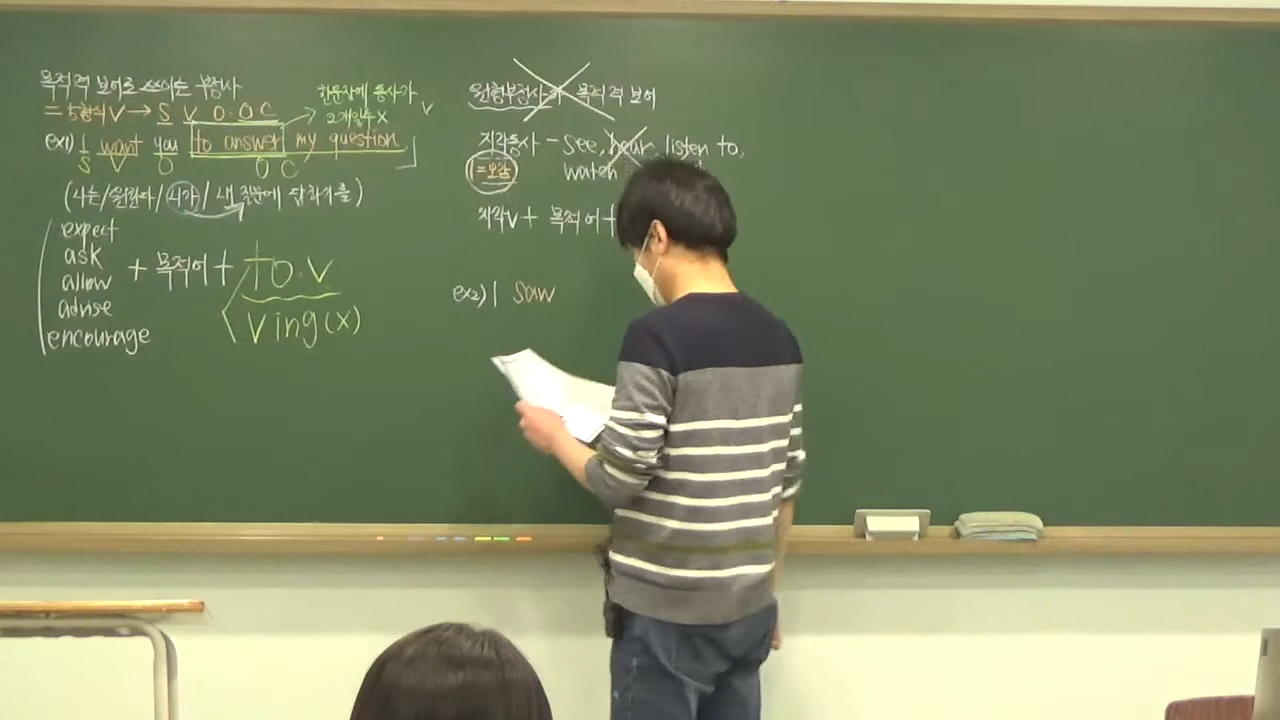 목적격 보어로 쓰이는 부정사
= 5형식 V → S V O. O.C
한문장에 동사가 V
2개일수X
ex1) I want you to answer my question
S V O O C
(나는/원한다/네가/내 질문에 답하기를)
expect
ask
allow
advise
encourage
+ 목적어 + to.V
Ving(X)
원형부정사 목적격 보어
지각동사 - see, hear, listen to,
watch
1=오감
지각V + 목적어 +
ex2) I saw